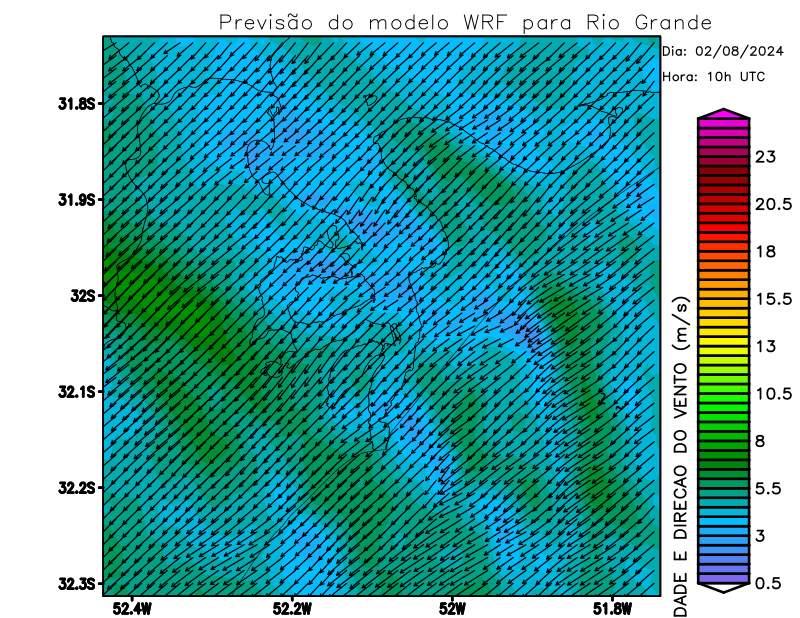 Previsão do modelo WRF para Rio Grande
Dia: 02/08/2024
Hora: 10h UTC
31.8S
31.9S
32S
32.1S
32.2S
32.3S
52.4W
52.2W
52W
51.8W
23
20.5
18
15.5
13
10.5
8
5.5
3
0.5
DADE E DIRECAO DO VENTO (m/s)